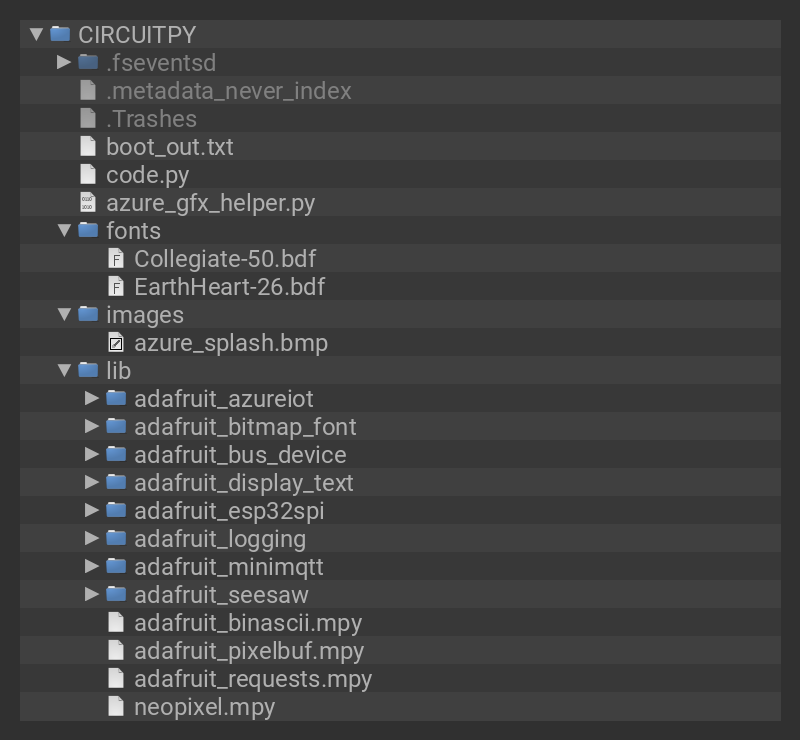 CIRCUITPY
.fseventsd
.metadata_never_index
.Trashes
boot_out.txt
code.py
azure_gfx_helper.py
fonts
Collegiate-50.bdf
EarthHeart-26.bdf
images
azure_splash.bmp
lib
adafruit_azureiot
adafruit_bitmap_font
adafruit_bus_device
adafruit_display_text
adafruit_esp32spi
adafruit_logging
adafruit_minimqtt
adafruit_seesaw
adafruit_binascii.mpy
adafruit_pixelbuf.mpy
adafruit_requests.mpy
neopixel.mpy